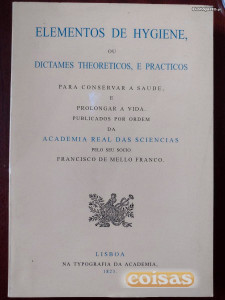 ELEMENTOS DE HYGIENE,
OU
DICTAMES THEORETICOS, E PRACTICOS
PARA CONSERVAR A SAUDE,
E
PROLONGAR A VIDA.
PUBLICADOS POR ORDEM
DA
ACADEMIA REAL DAS SCIENCIAS
PELO SEU SOCIO
FRANCISCO DE MELLO FRANCO.
LISBOA
NA TYPOGRAFIA DA ACADEMIA,
1823.
coisas